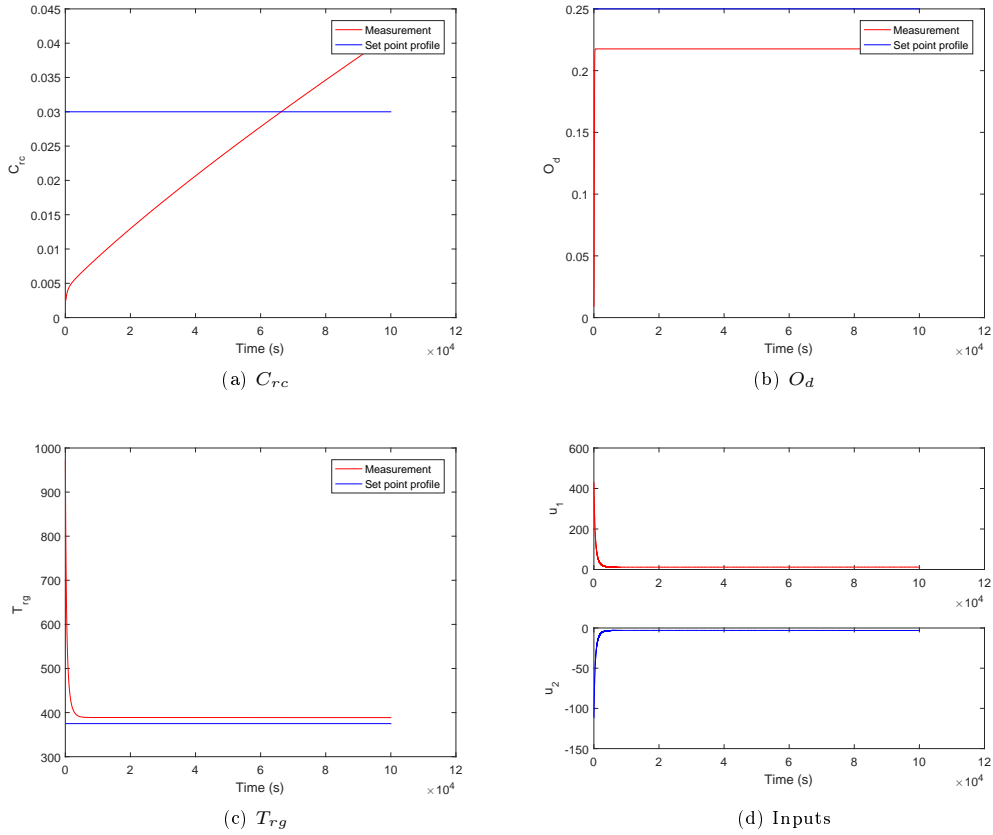 0.045
0.04
0.035
0.03
0.025
0.02
0.015
0.01
0.005
0
C_rc
Measurement
Set point profile
0 2 4 6 8 10 12
Time (s)
×10^4
(a) C_rc
0.25
0.2
0.15
0.1
0.05
0
O_d
Measurement
Set point profile
0 2 4 6 8 10 12
Time (s)
×10^4
(b) O_d
1000
900
800
700
600
500
400
300
T_rg
Measurement
Set point profile
0 2 4 6 8 10 12
Time (s)
×10^4
(c) T_rg
600
400
200
0
u_1
0 2 4 6 8 10 12
×10^4
0
-50
-100
-150
u_2
0 2 4 6 8 10 12
Time (s)
×10^4
(d) Inputs